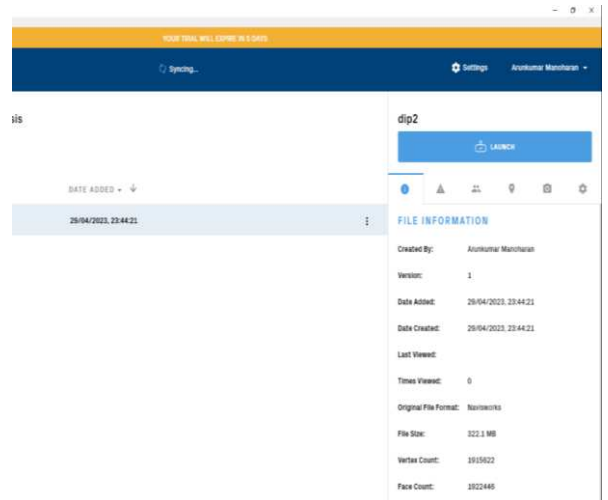 YOUR TRIAL WILL EXPIRE IN 5 DAYS
Syncing...
Settings
Arunkumar Manoharan
sis
dip2
LAUNCH
DATE ADDED
29/04/2023, 23:44:21
FILE INFORMATION
Created By: Arunkumar Manoharan
Version: 1
Date Added: 29/04/2023, 23:44:21
Date Created: 29/04/2023, 23:44:21
Last Viewed:
Times Viewed: 0
Original File Format: Navisworks
File Size: 322.1 MB
Vertex Count: 1915622
Face Count: 1922446